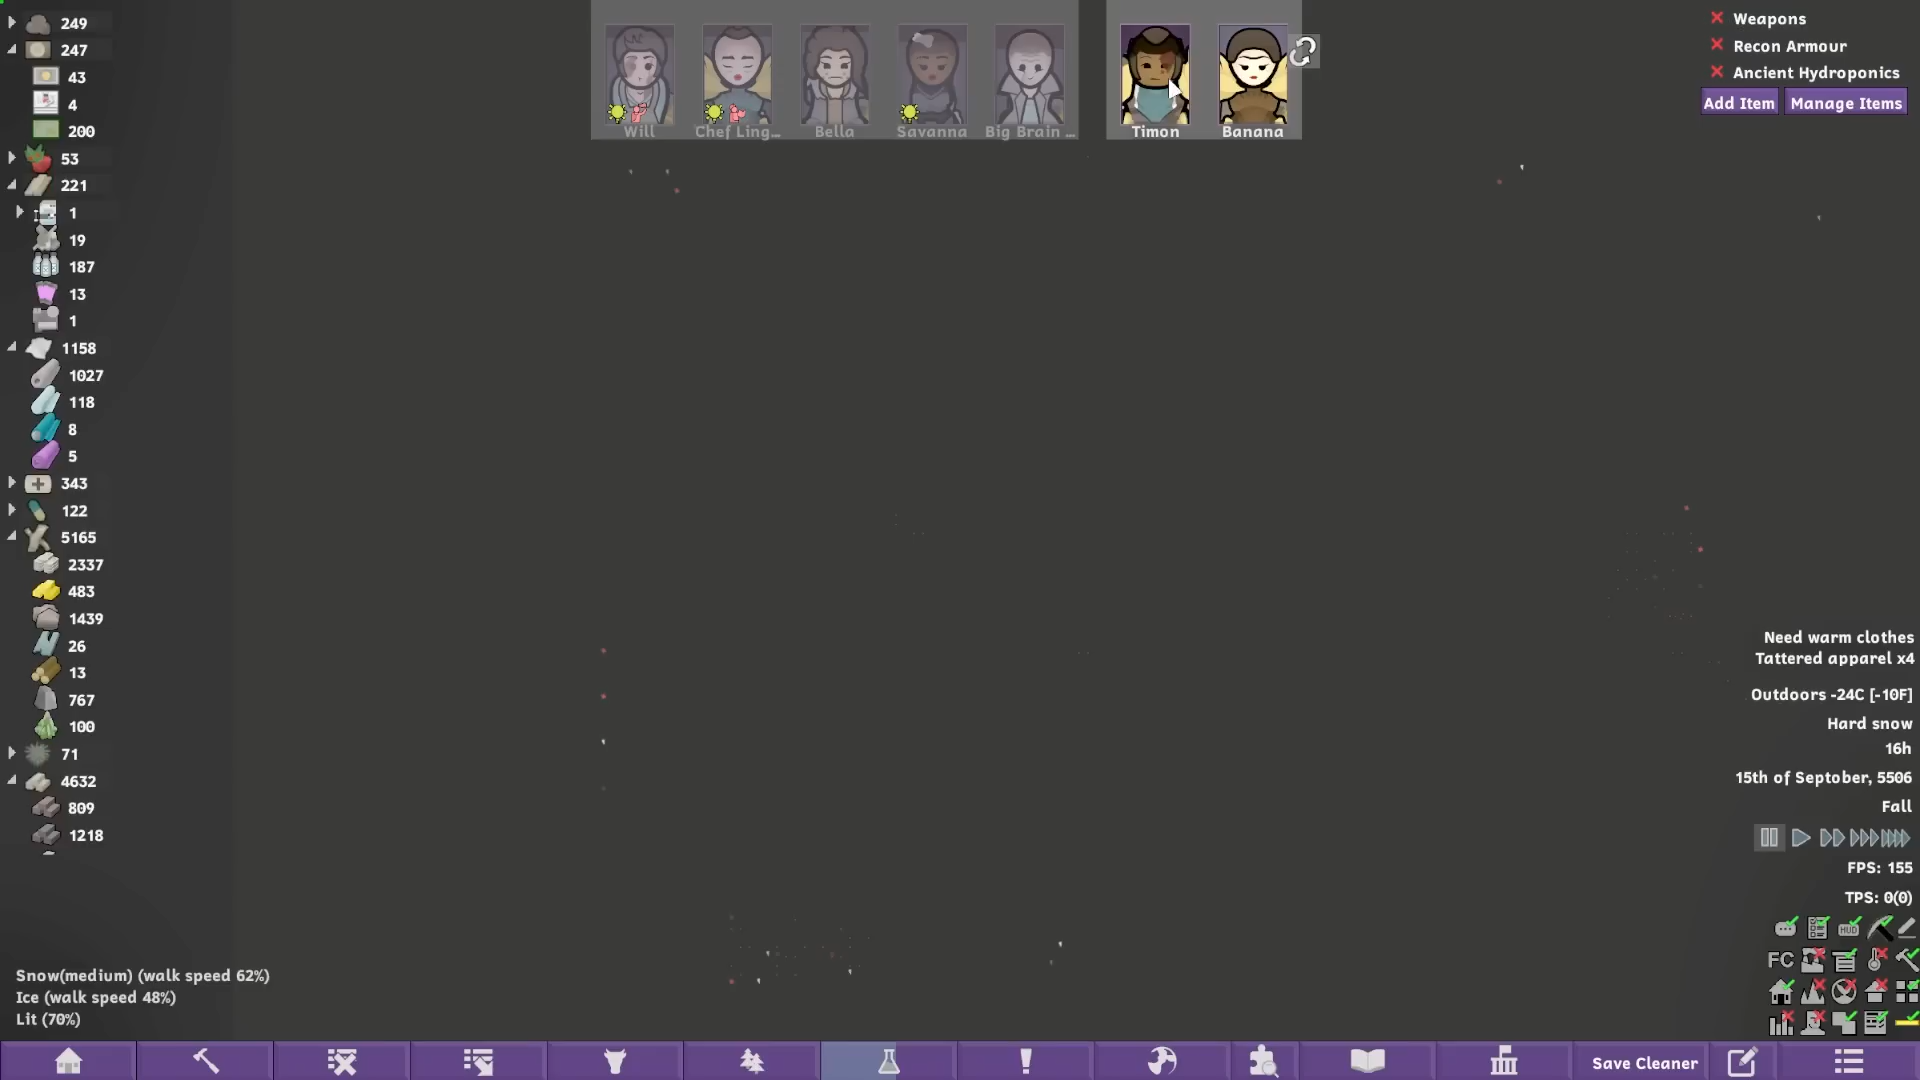 249
247
43
4
200
53
221
1
19
187
13
1
1158
1027
118
8
5
343
122
5165
2337
483
1439
26
13
767
100
71
4632
809
1218
Will
Chef Ling...
Bella
Savanna
Big Brain ...
Timon
Banana
Weapons
Recon Armour
Ancient Hydroponics
Add Item
Manage Items
Need warm clothes
Tattered apparel x4
Outdoors -24C [-10F]
Hard snow
16h
15th of Septober, 5506
Fall
FPS: 155
TPS: 0(0)
HUD
FC
Snow(medium) (walk speed 62%)
Ice (walk speed 48%)
Lit (70%)
Save Cleaner